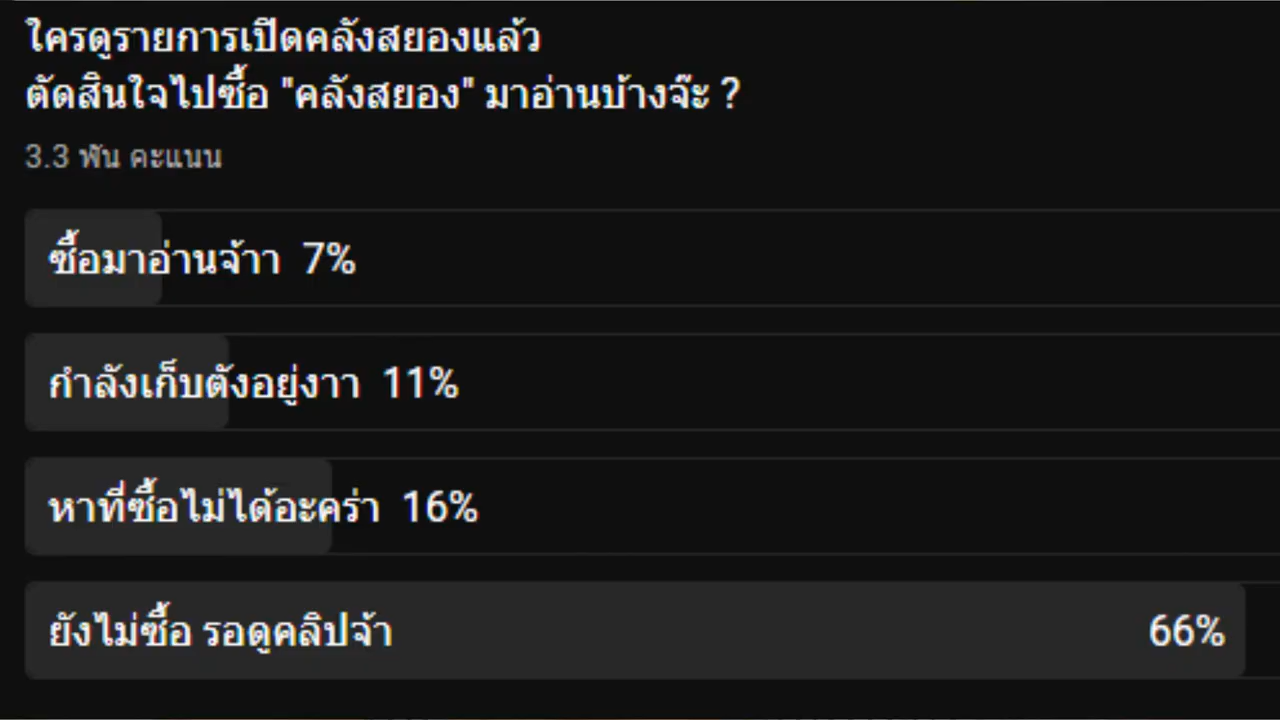 ใครดูรายการเปิดคลังสยองแล้ว
ตัดสินใจไปซื้อ "คลังสยอง" มาอ่านบ้างจ๊ะ ?
3.3 พัน คะแนน
ซื้อมาอ่านจ้าา 7%
กำลังเก็บตังอยู่งาา 11%
หาที่ซื้อไม่ได้อะคร่า 16%
ยังไม่ซื้อ รอดูคลิปจ้า 66%